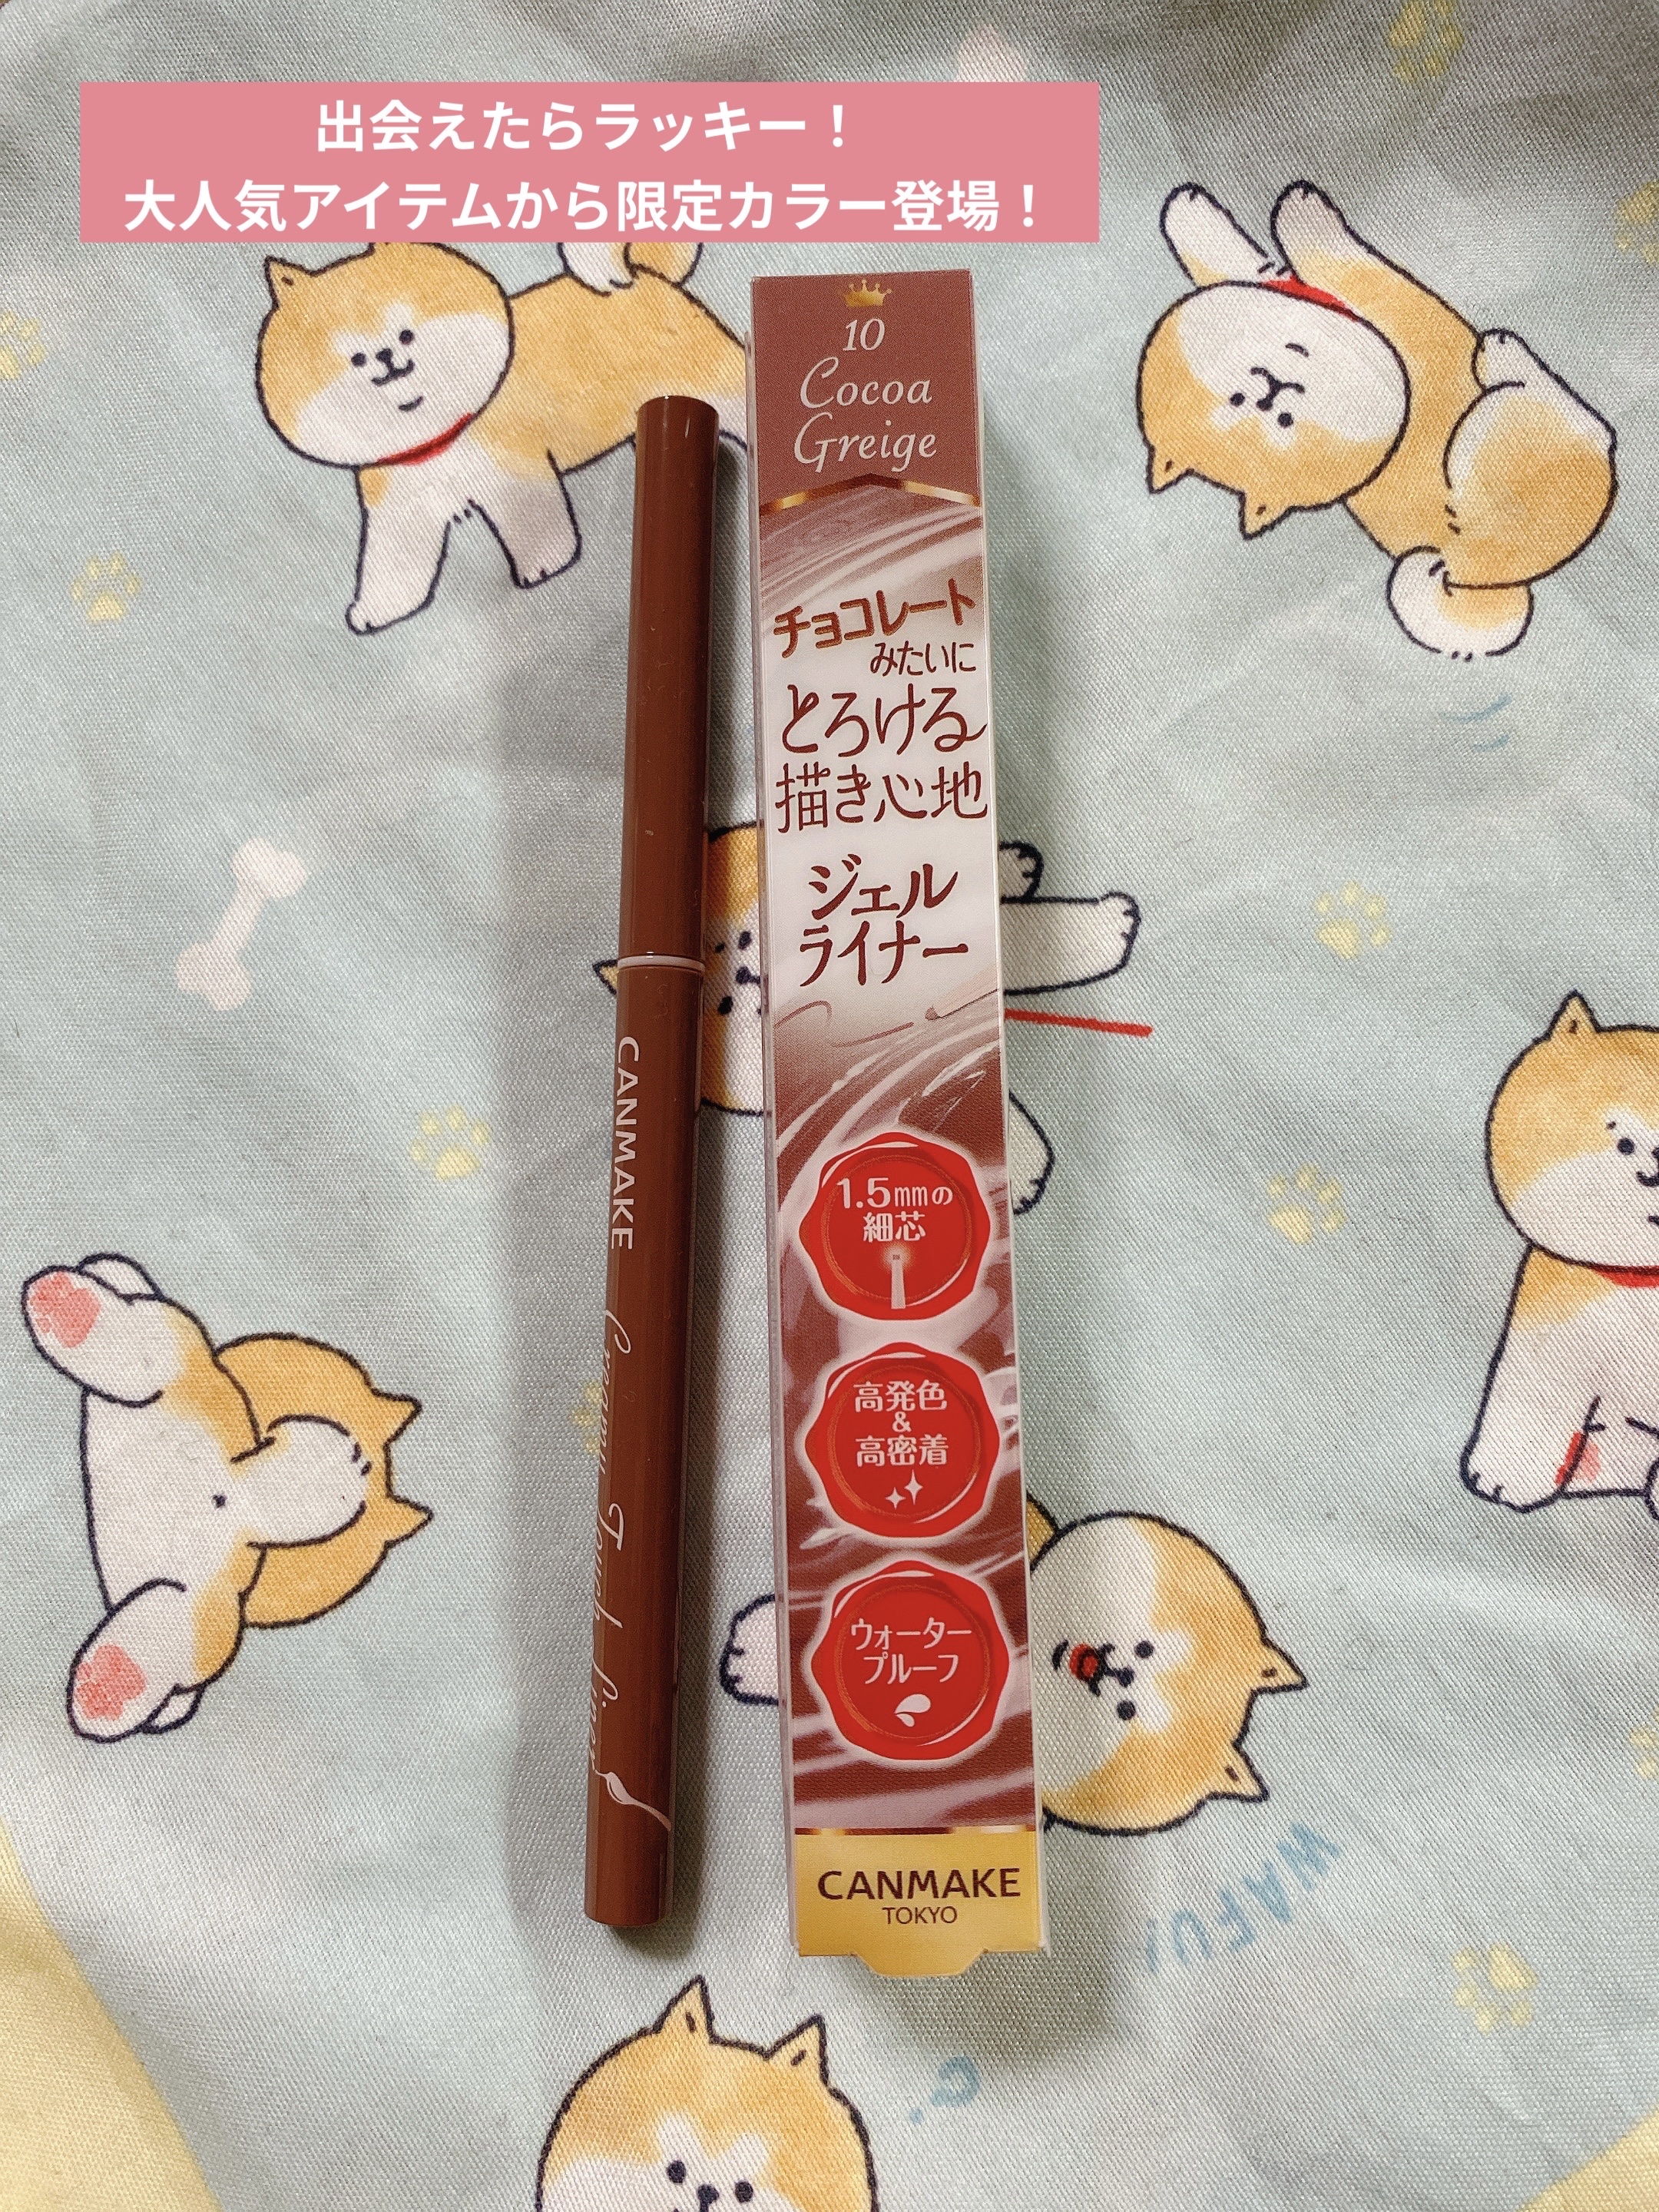 出会えたらラッキー！
大人気アイテムから限定カラー登場！
10
Cocoa
Greige
チョコレート
みたいに
とろける
描き心地
ジェル
ライナー
1.5mmの
細芯
高発色
&
高密着
ウォーター
プルーフ
CANMAKE
TOKYO
CANMAKE Creamy Touch Liner
WAFU!